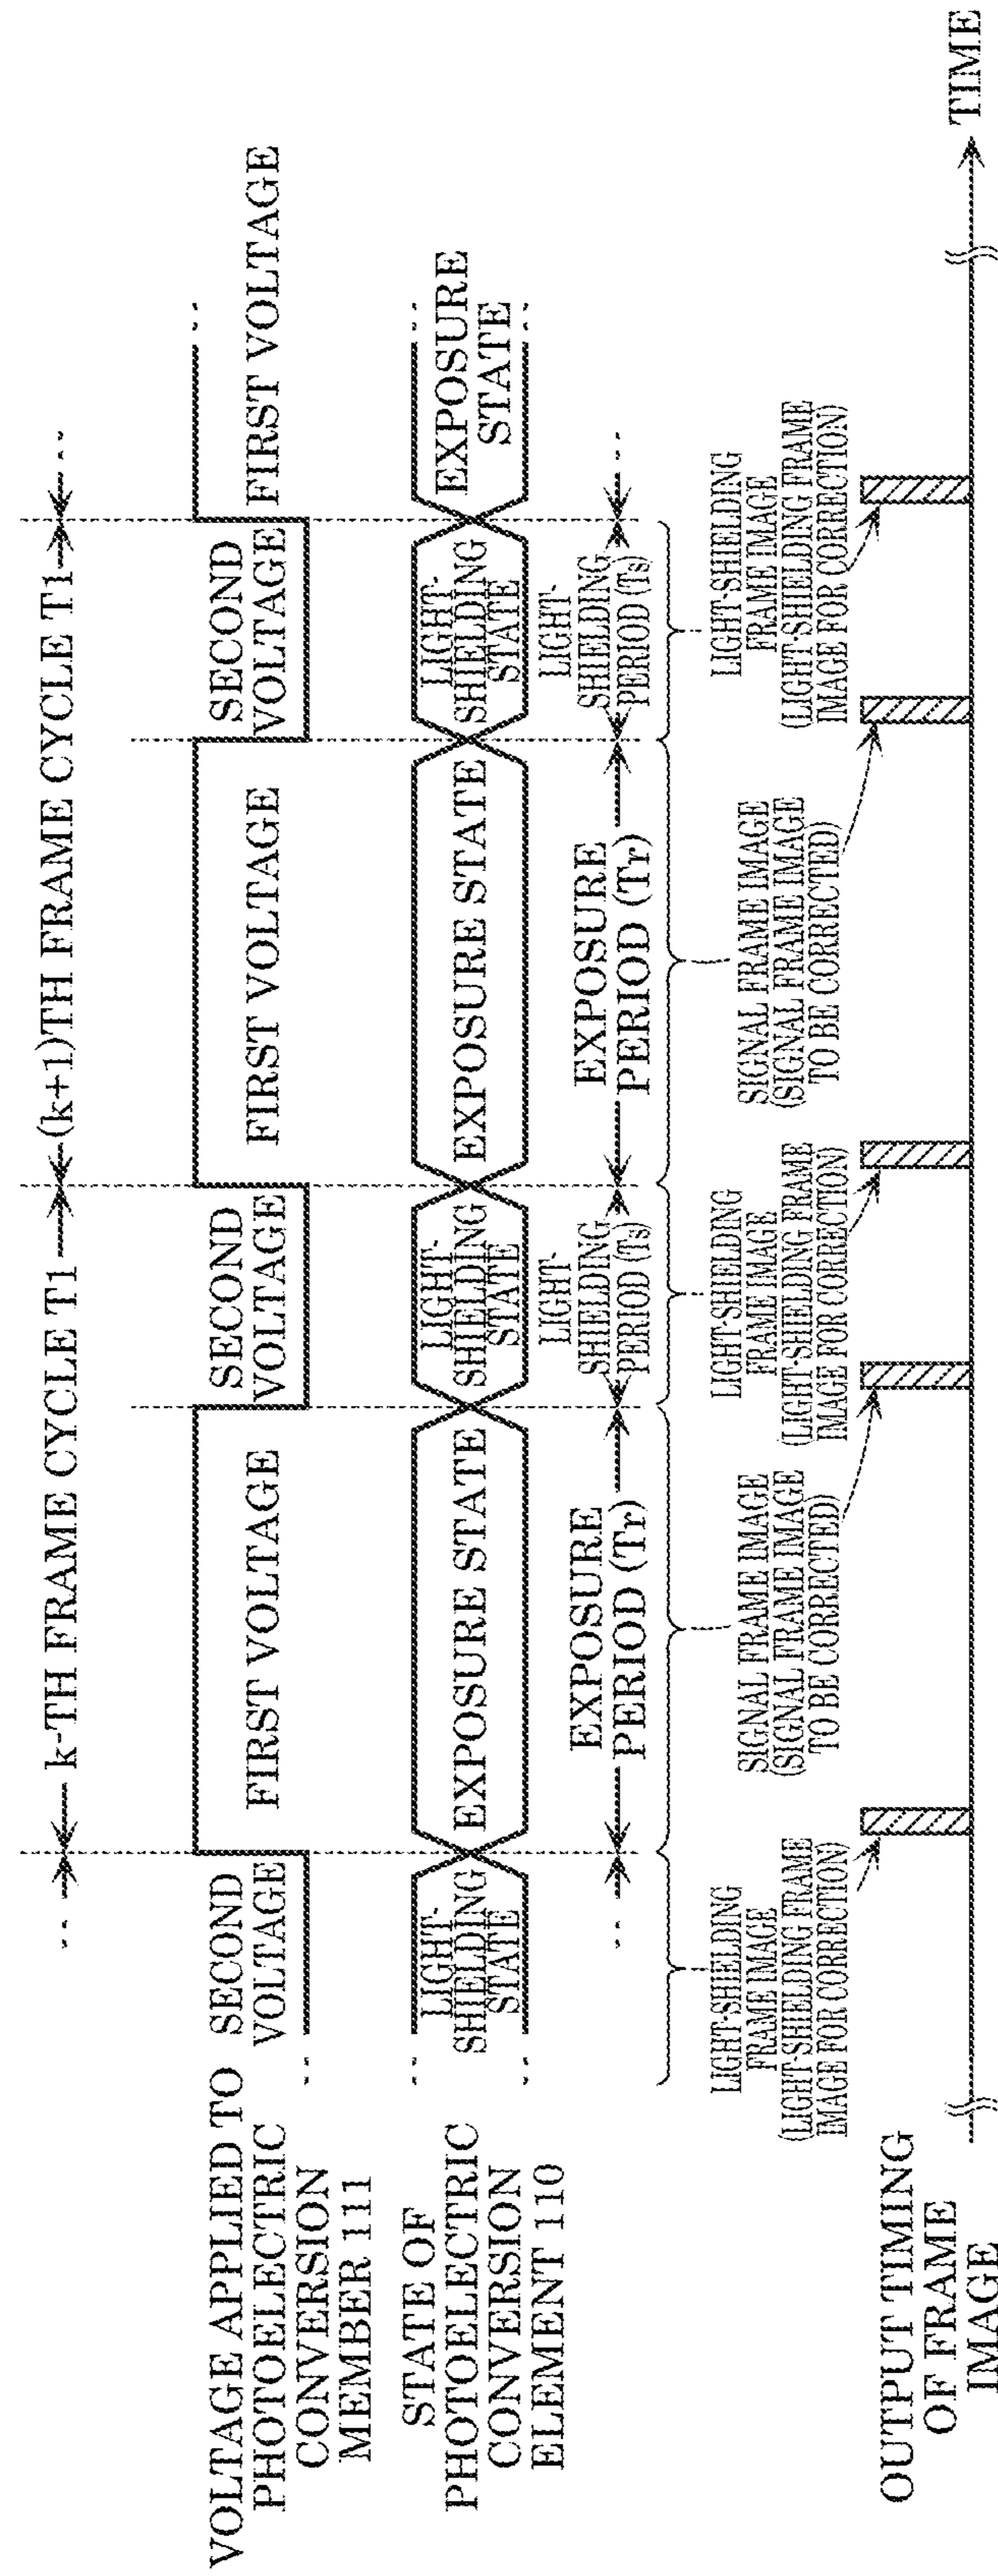 k-TH FRAME CYCLE T1
(k+1)TH FRAME CYCLE T1
VOLTAGE APPLIED TO
PHOTOELECTRIC
CONVERSION
MEMBER 111
SECOND
VOLTAGE
FIRST VOLTAGE
SECOND
VOLTAGE
FIRST VOLTAGE
SECOND
VOLTAGE
FIRST VOLTAGE
STATE OF
PHOTOELECTRIC
CONVERSION
ELEMENT 110
LIGHT-
SHIELDING
STATE
EXPOSURE STATE
LIGHT-
SHIELDING
STATE
EXPOSURE STATE
LIGHT-
SHIELDING
STATE
EXPOSURE
STATE
EXPOSURE
PERIOD (Tr)
LIGHT-
SHIELDING
PERIOD (Ts)
EXPOSURE
PERIOD (Tr)
LIGHT-
SHIELDING
PERIOD (Ts)
LIGHT-SHIELDING
FRAME IMAGE
(LIGHT-SHIELDING FRAME
IMAGE FOR CORRECTION)
SIGNAL FRAME IMAGE
(SIGNAL FRAME IMAGE
TO BE CORRECTED)
LIGHT-SHIELDING
FRAME IMAGE
(LIGHT-SHIELDING FRAME
IMAGE FOR CORRECTION)
SIGNAL FRAME IMAGE
(SIGNAL FRAME IMAGE
TO BE CORRECTED)
LIGHT-SHIELDING
FRAME IMAGE
(LIGHT-SHIELDING FRAME
IMAGE FOR CORRECTION)
OUTPUT TIMING
OF FRAME
IMAGE
TIME